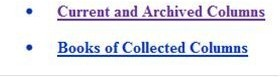 • Current and Archived Columns
• Books of Collected Columns